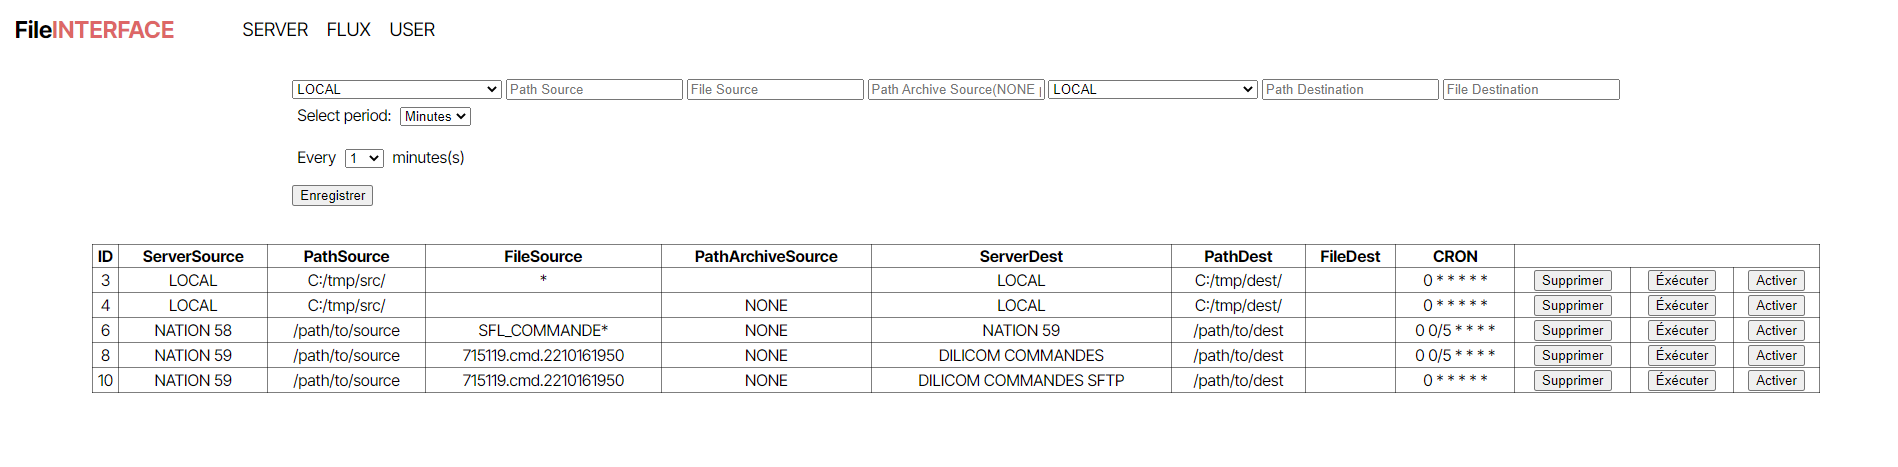 FileINTERFACE SERVER FLUX USER
LOCAL Path Source File Source Path Archive Source(NONE LOCAL Path Destination File Destination
Select period: Minutes
Every 1 minutes(s)
Enregistrer
ID ServerSource PathSource FileSource PathArchiveSource ServerDest PathDest FileDest CRON
3 LOCAL C:/tmp/src/ * LOCAL C:/tmp/dest/ 0 * * * * * Supprimer Éxécuter Activer
4 LOCAL C:/tmp/src/ NONE LOCAL C:/tmp/dest/ 0 * * * * * Supprimer Éxécuter Activer
6 NATION 58 /path/to/source SFL_COMMANDE* NONE NATION 59 /path/to/dest 0 0/5 * * * * Supprimer Éxécuter Activer
8 NATION 59 /path/to/source 715119.cmd.2210161950 NONE DILICOM COMMANDES /path/to/dest 0 0/5 * * * * Supprimer Éxécuter Activer
10 NATION 59 /path/to/source 715119.cmd.2210161950 NONE DILICOM COMMANDES SFTP /path/to/dest 0 * * * * * Supprimer Éxécuter Activer